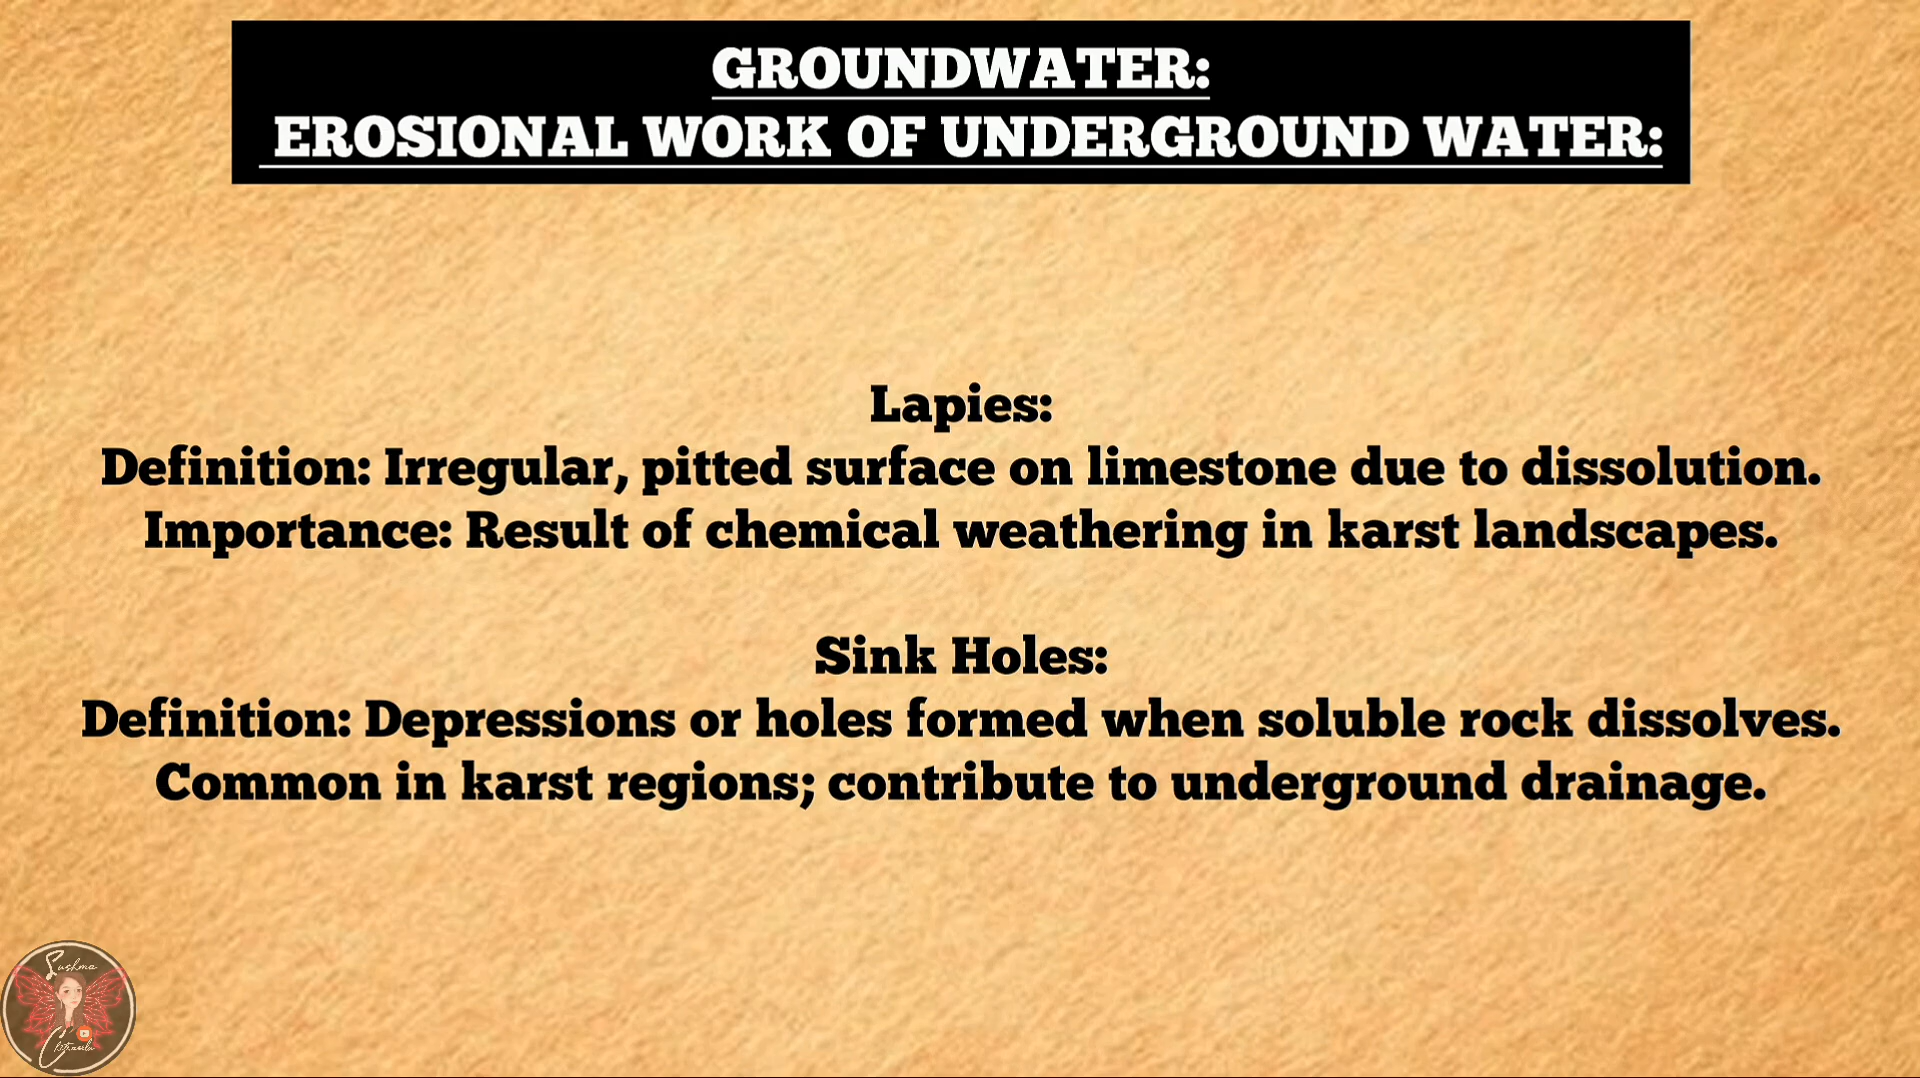 GROUNDWATER:
EROSIONAL WORK OF UNDERGROUND WATER:
Lapies:
Definition: Irregular, pitted surface on limestone due to dissolution.
Importance: Result of chemical weathering in karst landscapes.
Sink Holes:
Definition: Depressions or holes formed when soluble rock dissolves.
Common in karst regions; contribute to underground drainage.
Sushma